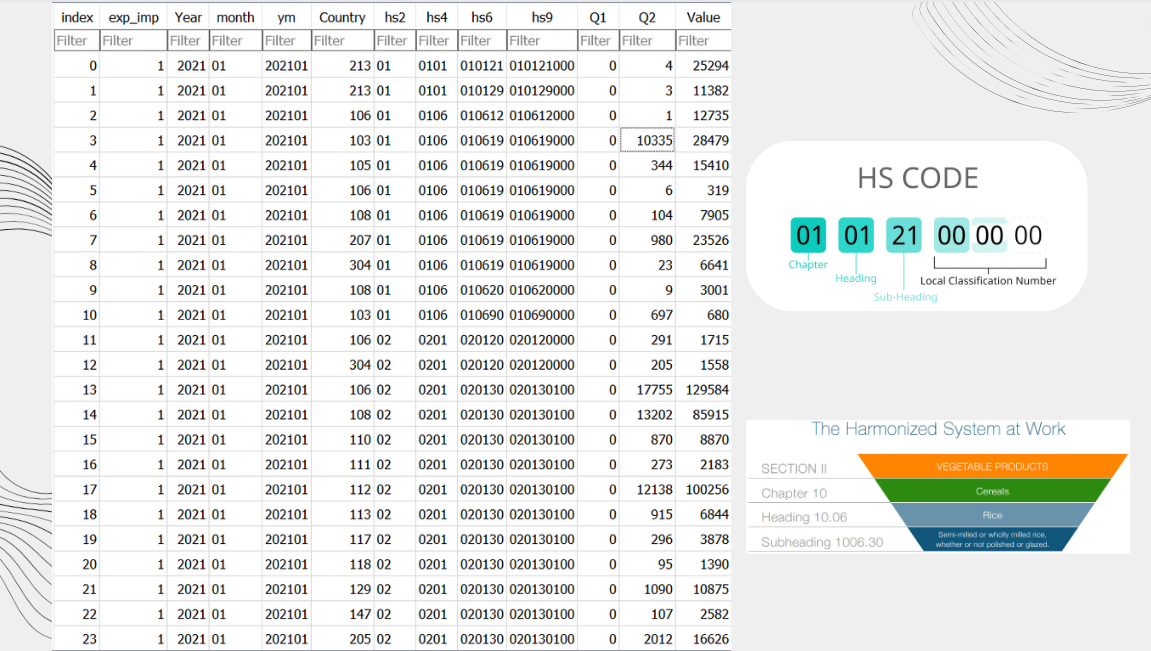 index exp_imp Year month ym Country hs2 hs4 hs6 hs9 Q1 Q2 Value
Filter Filter Filter Filter Filter Filter Filter Filter Filter Filter Filter Filter Filter
0 1 2021 01 202101 213 01 0101 010121 010121000 0 4 25294
1 1 2021 01 202101 213 01 0101 010129 010129000 0 3 11382
2 1 2021 01 202101 106 01 0106 010612 010612000 0 1 12735
3 1 2021 01 202101 103 01 0106 010619 010619000 0 10335 28479
4 1 2021 01 202101 105 01 0106 010619 010619000 0 344 15410
5 1 2021 01 202101 106 01 0106 010619 010619000 0 6 319
6 1 2021 01 202101 108 01 0106 010619 010619000 0 104 7905
7 1 2021 01 202101 207 01 0106 010619 010619000 0 980 23526
8 1 2021 01 202101 304 01 0106 010619 010619000 0 23 6641
9 1 2021 01 202101 108 01 0106 010620 010620000 0 9 3001
10 1 2021 01 202101 103 01 0106 010690 010690000 0 697 680
11 1 2021 01 202101 106 02 0201 020120 020120000 0 291 1715
12 1 2021 01 202101 304 02 0201 020120 020120000 0 205 1558
13 1 2021 01 202101 106 02 0201 020130 020130100 0 17755 129584
14 1 2021 01 202101 108 02 0201 020130 020130100 0 13202 85915
15 1 2021 01 202101 110 02 0201 020130 020130100 0 870 8870
16 1 2021 01 202101 111 02 0201 020130 020130100 0 273 2183
17 1 2021 01 202101 112 02 0201 020130 020130100 0 12138 100256
18 1 2021 01 202101 113 02 0201 020130 020130100 0 915 6844
19 1 2021 01 202101 117 02 0201 020130 020130100 0 296 3878
20 1 2021 01 202101 118 02 0201 020130 020130100 0 95 1390
21 1 2021 01 202101 129 02 0201 020130 020130100 0 1090 10875
22 1 2021 01 202101 147 02 0201 020130 020130100 0 107 2582
23 1 2021 01 202101 205 02 0201 020130 020130100 0 2012 16626
HS CODE
01 01 21 00 00 00
Chapter
Heading
Sub-Heading
Local Classification Number
The Harmonized System at Work
SECTION II VEGETABLE PRODUCTS
Chapter 10 Cereals
Heading 10.06 Rice
Subheading 1006.30 Semi-milled or wholly milled rice,
whether or not polished or glazed.